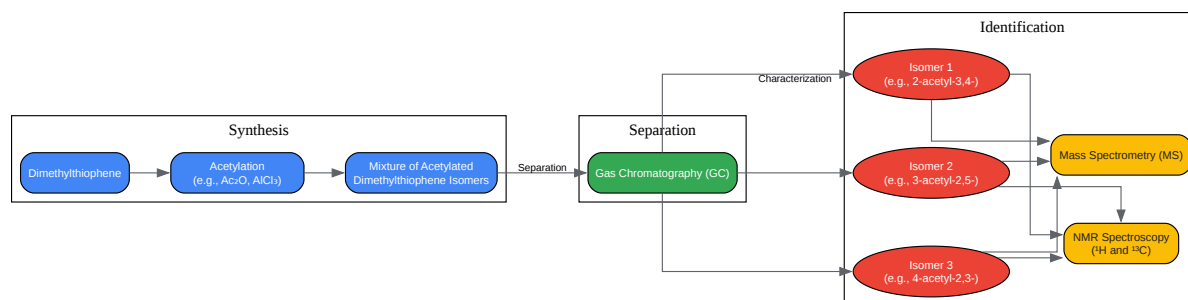 Identification
Isomer 1
(e.g., 2-acetyl-3,4-)
Characterization
Synthesis
Separation
Dimethylthiophene
Acetylation
(e.g., Ac₂O, AlCl₃)
Mixture of Acetylated
Dimethylthiophene Isomers
Separation
Gas Chromatography (GC)
Isomer 2
(e.g., 3-acetyl-2,5-)
Mass Spectrometry (MS)
NMR Spectroscopy
(¹H and ¹³C)
Isomer 3
(e.g., 4-acetyl-2,3-)